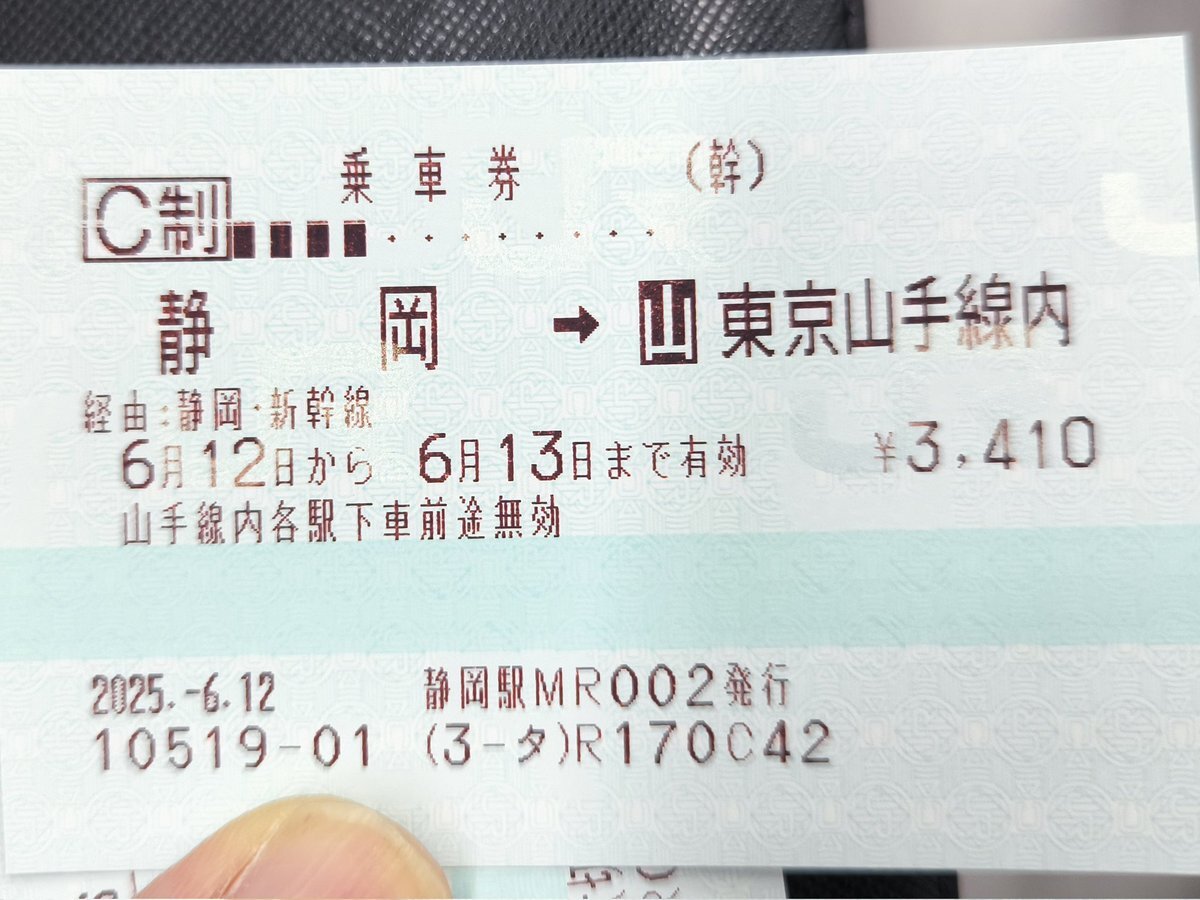 乗車券 (幹)
C制
静岡 → 山 東京山手線内
経由:静岡・新幹線
6月12日から 6月13日まで有効 ¥3,410
山手線内各駅下車前途無効
2025.-6.12 静岡駅MR002発行
10519-01 (3-タ)R170C42